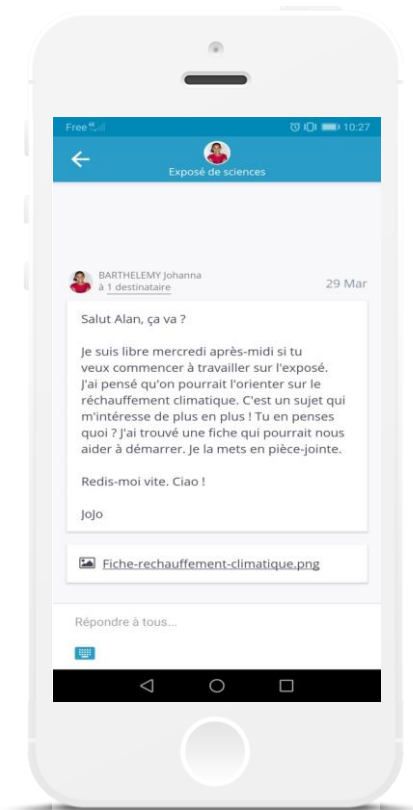 Free 4G
10:27
Exposé de sciences
BARTHELEMY Johanna
à 1 destinataire
29 Mar
Salut Alan, ça va ?
Je suis libre mercredi après-midi si tu
veux commencer à travailler sur l'exposé.
J'ai pensé qu'on pourrait l'orienter sur le
réchauffement climatique. C'est un sujet qui
m'intéresse de plus en plus ! Tu en penses
quoi ? J'ai trouvé une fiche qui pourrait nous
aider à démarrer. Je la mets en pièce-jointe.
Redis-moi vite. Ciao !
JoJo
Fiche-rechauffement-climatique.png
Répondre à tous...